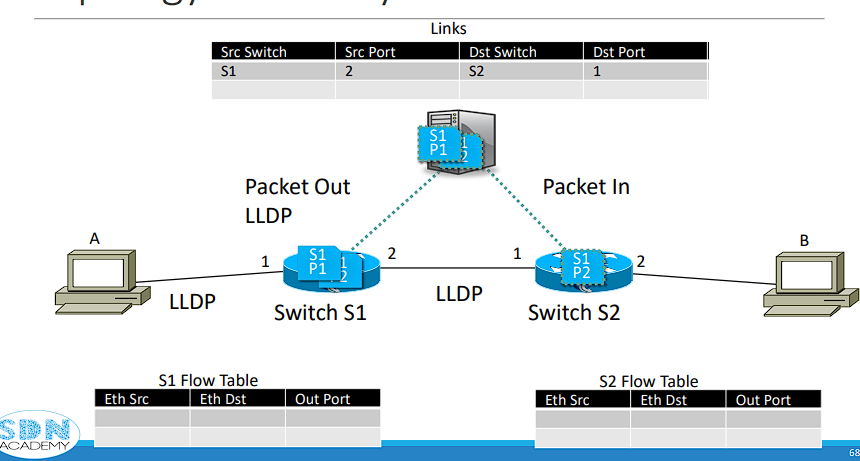 Links
Src Switch Src Port Dst Switch Dst Port
S1 2 S2 1
S1
P1
1
2
Packet Out
LLDP
Packet In
A
B
1
S1
P1
1
2
2
1
S1
P2
2
LLDP
LLDP
Switch S1
Switch S2
S1 Flow Table
Eth Src Eth Dst Out Port
S2 Flow Table
Eth Src Eth Dst Out Port
SDN
ACADEMY
68